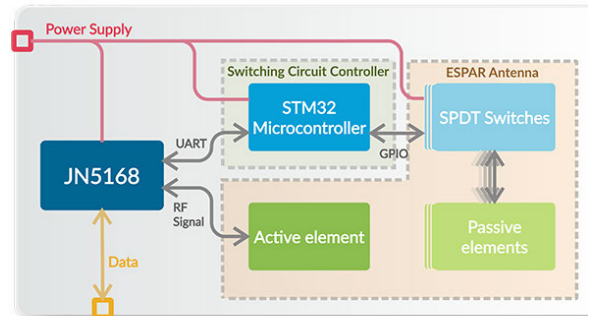 Power Supply
Switching Circuit Controller
ESPAR Antenna
STM32
Microcontroller
SPDT Switches
UART
GPIO
JN5168
RF
Signal
Active element
Passive
elements
Data